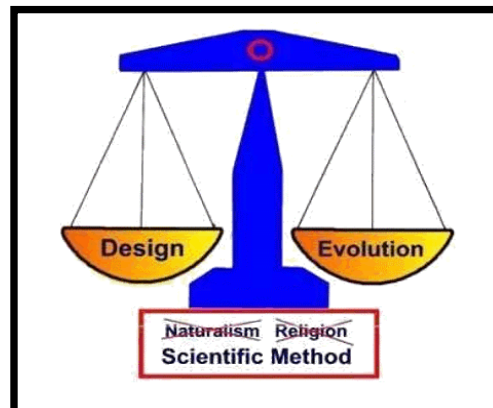 Design Evolution
Naturalism Religion
Scientific Method